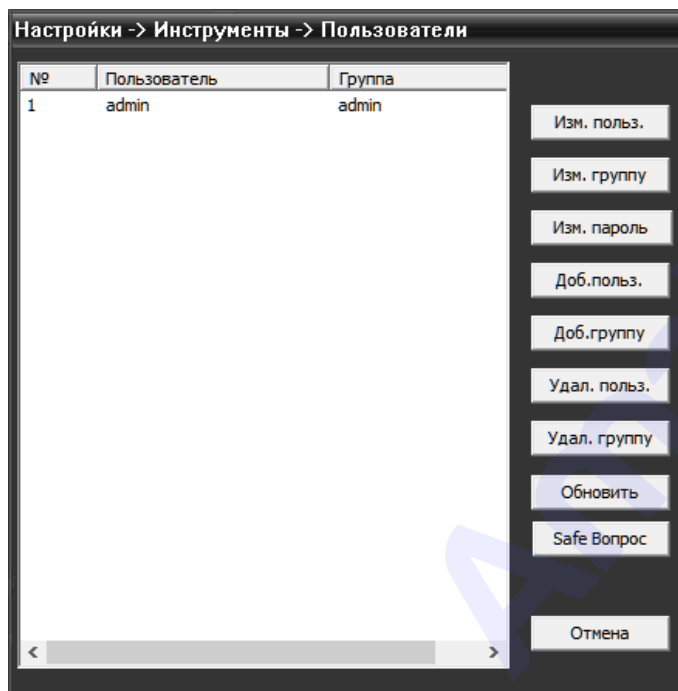 Настройки -> Инструменты -> Пользователи
№ Пользователь Группа
1 admin admin
Изм. польз.
Изм. группу
Изм. пароль
Доб.польз.
Доб.группу
Удал. польз.
Удал. группу
Обновить
Safe Вопрос
Отмена